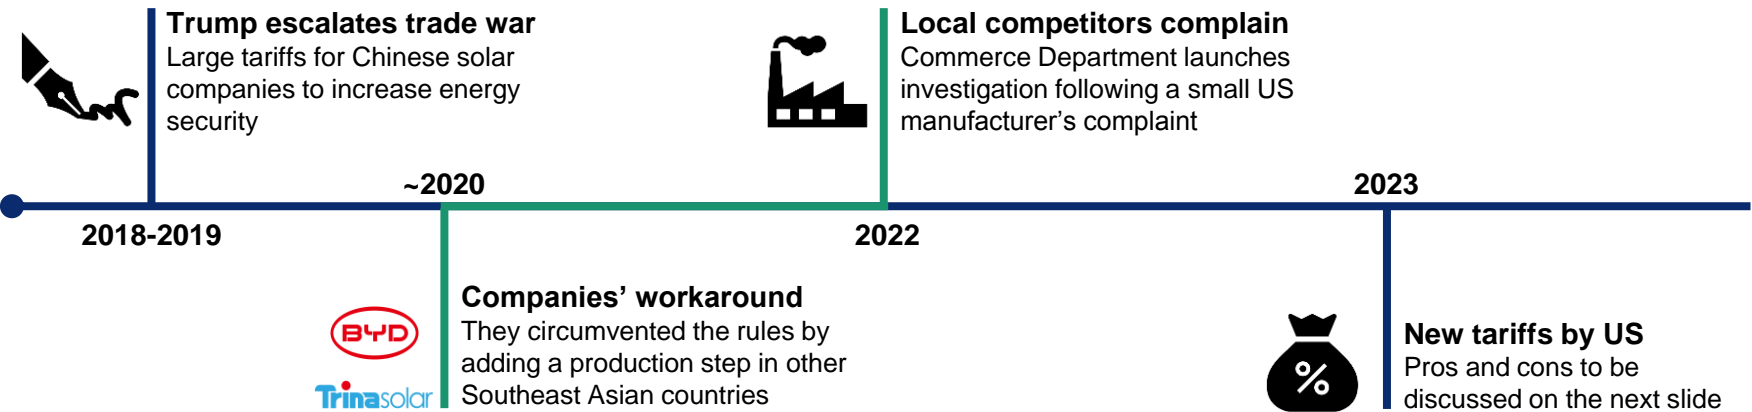 Trump escalates trade war
Large tariffs for Chinese solar
companies to increase energy
security
2018-2019
~2020
Companies’ workaround
They circumvented the rules by
adding a production step in other
Southeast Asian countries
BYD
Trinasolar
Local competitors complain
Commerce Department launches
investigation following a small US
manufacturer’s complaint
2022
2023
New tariffs by US
Pros and cons to be
discussed on the next slide
%